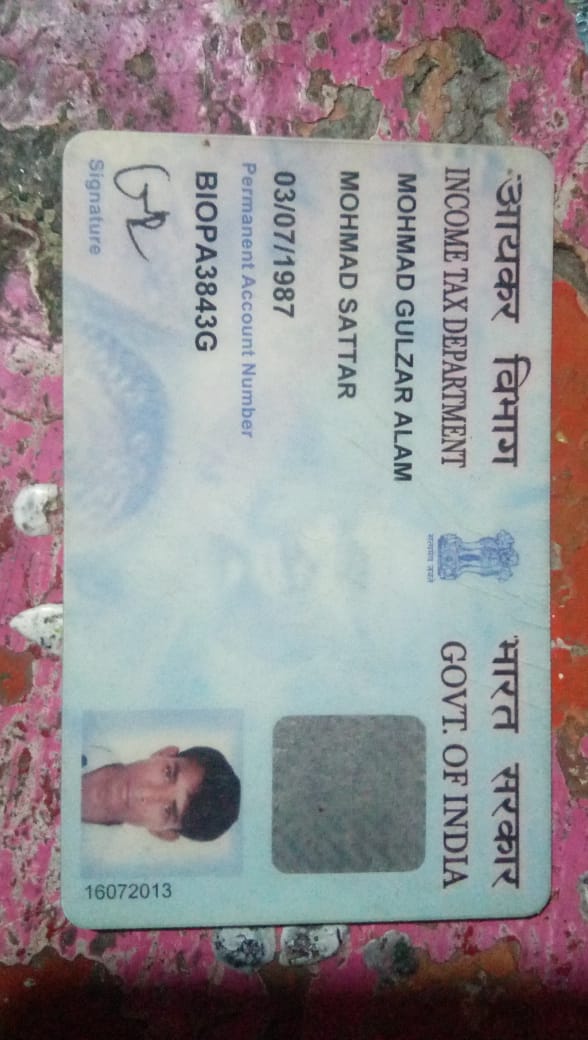 आयकर विभाग
INCOME TAX DEPARTMENT
भारत सरकार
GOVT. OF INDIA
सत्यमेव जयते
MOHMAD GULZAR ALAM
MOHMAD SATTAR
03/07/1987
Permanent Account Number
BIOPA3843G
Signature
16072013